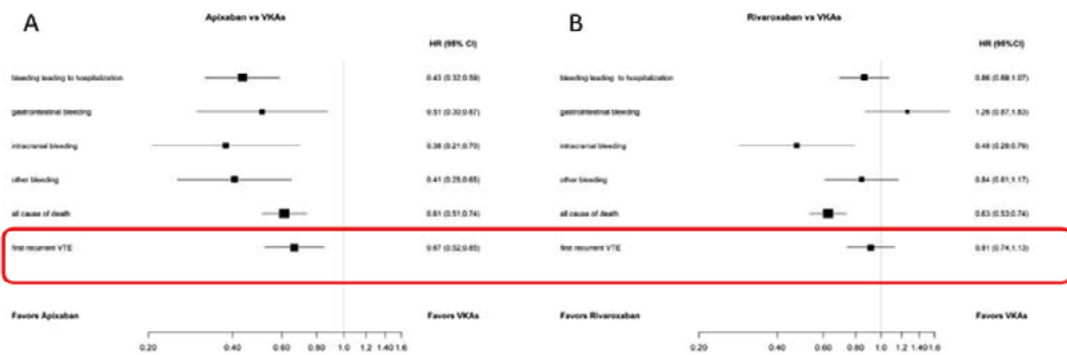 A
Apixaban vs VKAs
HR (95% CI)
bleeding leading to hospitalization
0.43 (0.32;0.59)
gastrointestinal bleeding
0.51 (0.30;0.87)
intracranial bleeding
0.38 (0.21;0.70)
other bleeding
0.41 (0.25;0.65)
all cause of death
0.61 (0.51;0.74)
first recurrent VTE
0.67 (0.52;0.85)
Favors Apixaban
Favors VKAs
0.20 0.40 0.60 0.80 1.0 1.2 1.40 1.6
B
Rivaroxaban vs VKAs
HR (95%CI)
bleeding leading to hospitalization
0.86 (0.69;1.07)
gastrointestinal bleeding
(0.87;1.83)
intracranial bleeding
(0.29;0.79)
other bleeding
0.84 (0.61;1.17)
all cause of death
0.63 (0.53;0.74)
first recurrent VTE
0.91 (0.74;1.13)
Favors Rivaroxaban
Favors VKAs
0.20 0.40 0.60 0.80 1.0 1.2 1.40 1.6